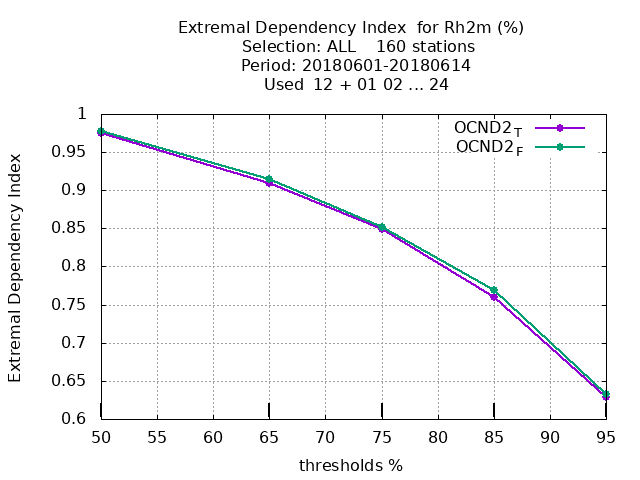 Extremal Dependency Index  for Rh2m (%)
Selection: ALL    160 stations
Period: 20180601-20180614
Used  12 + 01 02 ... 24
OCND2T
OCND2F
1
0.95
0.9
0.85
0.8
0.75
0.7
0.65
0.6
Extremal Dependency Index
50 55 60 65 70 75 80 85 90 95
thresholds %